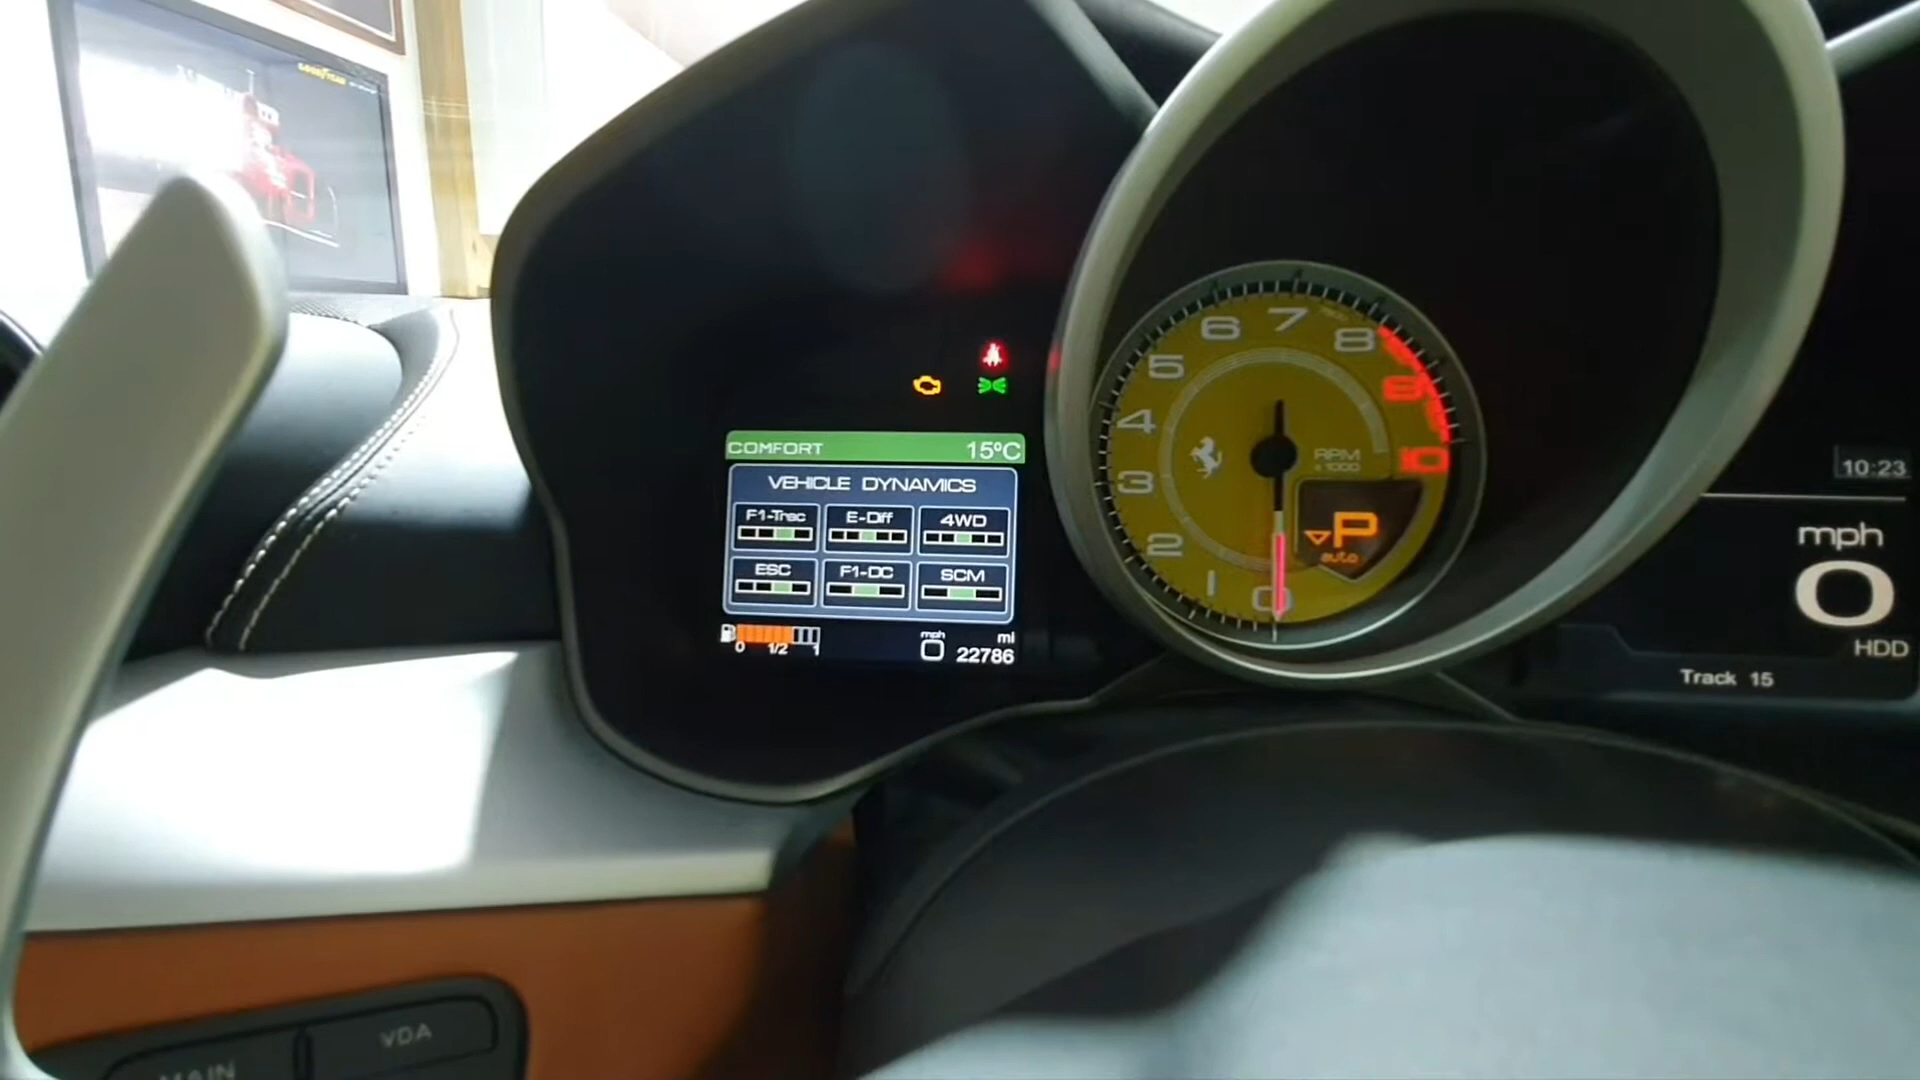 GOODYEAR
COMFORT 15°C
VEHICLE DYNAMICS
F1-Trac E-Diff 4WD
ESC F1-DC SCM
0 1/2 1
mph
0
mi
22786
0
1
2
3
4
5
6
7
8
9
10
RPM
x1000
P
auto
10:23
mph
0
HDD
Track 15
VDA
MAIN